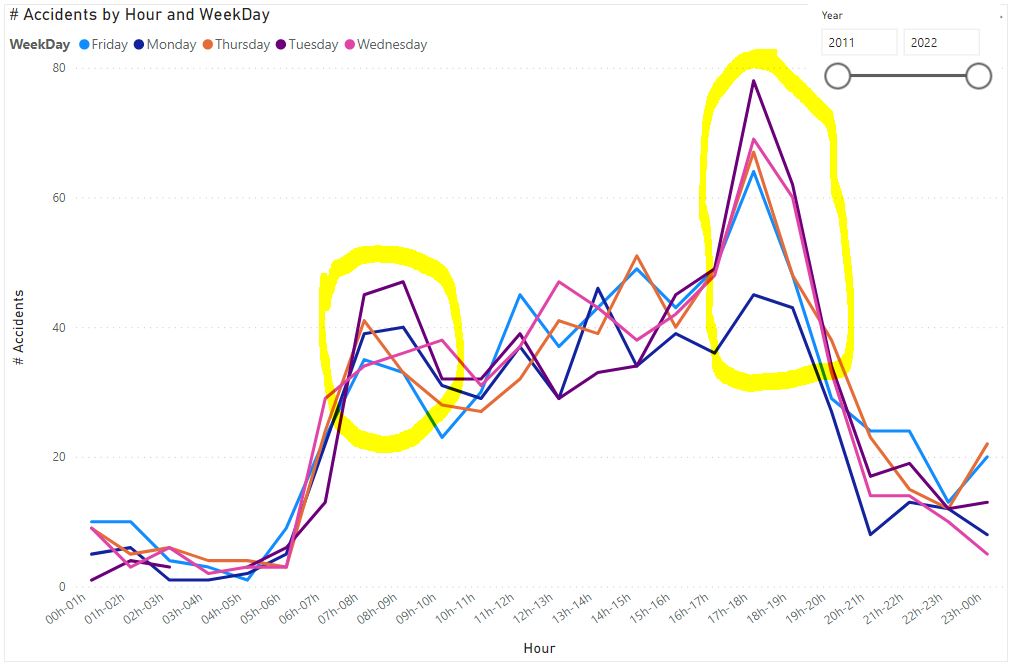 # Accidents by Hour and WeekDay
WeekDay Friday Monday Thursday Tuesday Wednesday
Year
2011 2022
# Accidents
80
60
40
20
0
00h-01h 01h-02h 02h-03h 03h-04h 04h-05h 05h-06h 06h-07h 07h-08h 08h-09h 09h-10h 10h-11h 11h-12h 12h-13h 13h-14h 14h-15h 15h-16h 16h-17h 17h-18h 18h-19h 19h-20h 20h-21h 21h-22h 22h-23h 23h-00h
Hour